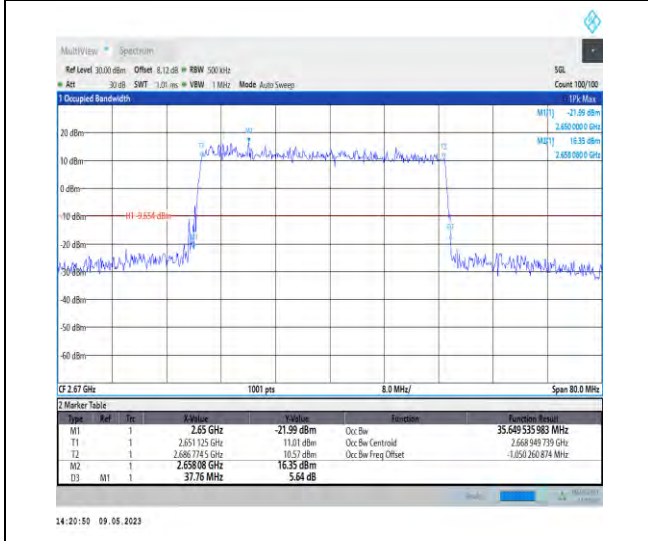 MultiView Spectrum
Ref Level 30.00 dBm Offset 8.12 dB RBW 500 kHz SGL
Att 30 dB SWT 1.01 ms VBW 1 MHz Mode Auto Sweep Count 100/100
1 Occupied Bandwidth 1Pk Max
M1[1] -21.99 dBm
2.650 000 0 GHz
M2[1] 16.35 dBm
2.658 080 0 GHz
20 dBm
10 dBm
0 dBm
-10 dBm
H1 -9.654 dBm
-20 dBm
-30 dBm
-40 dBm
-50 dBm
-60 dBm
T1
M2
T2
D3
CF 2.67 GHz 1001 pts 8.0 MHz/ Span 80.0 MHz
2 Marker Table
Type Ref Trc X-Value Y-Value Function Function Result
M1 1 2.65 GHz -21.99 dBm Occ Bw 35.649 535 983 MHz
T1 1 2.651 125 GHz 11.01 dBm Occ Bw Centroid 2.668 949 739 GHz
T2 1 2.686 774 5 GHz 10.57 dBm Occ Bw Freq Offset -1.050 260 874 MHz
M2 1 2.658 08 GHz 16.35 dBm
D3 M1 1 37.76 MHz 5.64 dB
14:20:50 09.05.2023